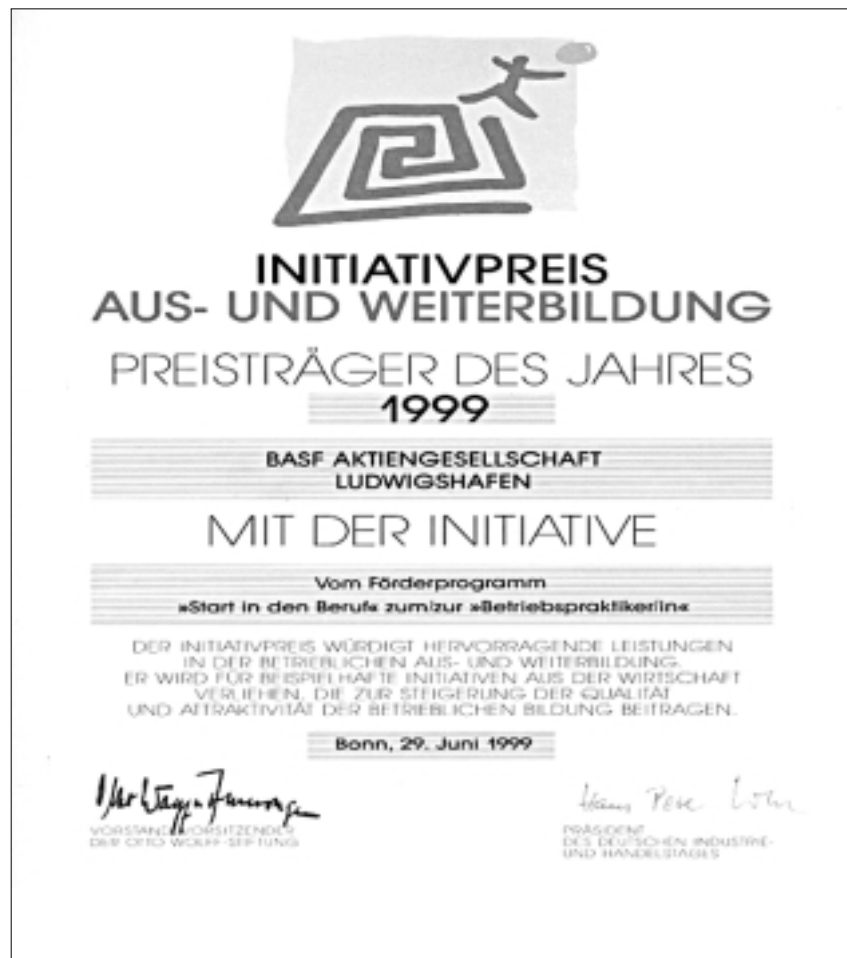 INITIATIVPREIS
AUS- UND WEITERBILDUNG
PREISTRÄGER DES JAHRES
1999
BASF AKTIENGESELLSCHAFT
LUDWIGSHAFEN
MIT DER INITIATIVE
Vom Förderprogramm
»Start in den Beruf« zum/zur »Betriebspraktiker/in«
DER INITIATIVPREIS WÜRDIGT HERVORRAGENDE LEISTUNGEN
IN DER BETRIEBLICHEN AUS- UND WEITERBILDUNG.
ER WIRD FÜR BEISPIELHAFTE INITIATIVEN AUS DER WIRTSCHAFT
VERLIEHEN, DIE ZUR STEIGERUNG DER QUALITÄT
UND ATTRAKTIVITÄT DER BETRIEBLICHEN BILDUNG BEITRAGEN.
Bonn, 29. Juni 1999
Hans Peter
VORSTANDSVORSITZENDER
DER OTTO WOLFF-STIFTUNG
PRÄSIDENT
DES DEUTSCHEN INDUSTRIE-
UND HANDELSTAGES